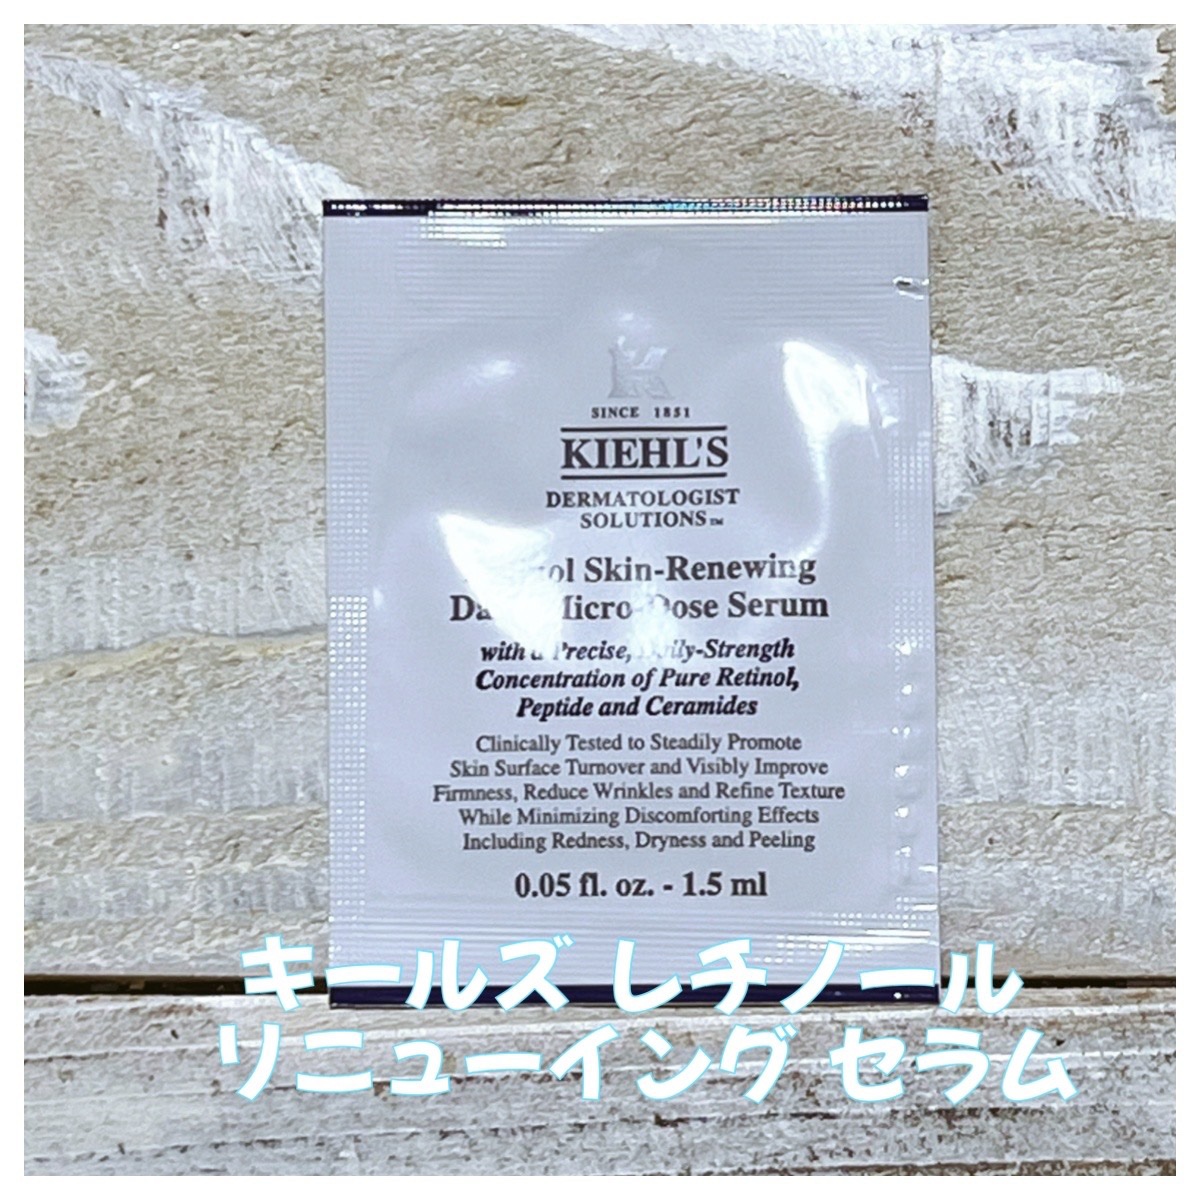 SINCE 1851
KIEHL'S
DERMATOLOGIST
SOLUTIONS™
Skin-Renewing
Serum
with a Precise, Daily-Strength
Concentration of Pure Retinol,
Peptide and Ceramides
Clinically Tested to Steadily Promote
Skin Surface Turnover and Visibly Improve
Firmness, Reduce Wrinkles and Refine Texture
While Minimizing Discomforting Effects
Including Redness, Dryness and Peeling
0.05 fl. oz. - 1.5 ml
キールズ レチノール
リニューイング セラム